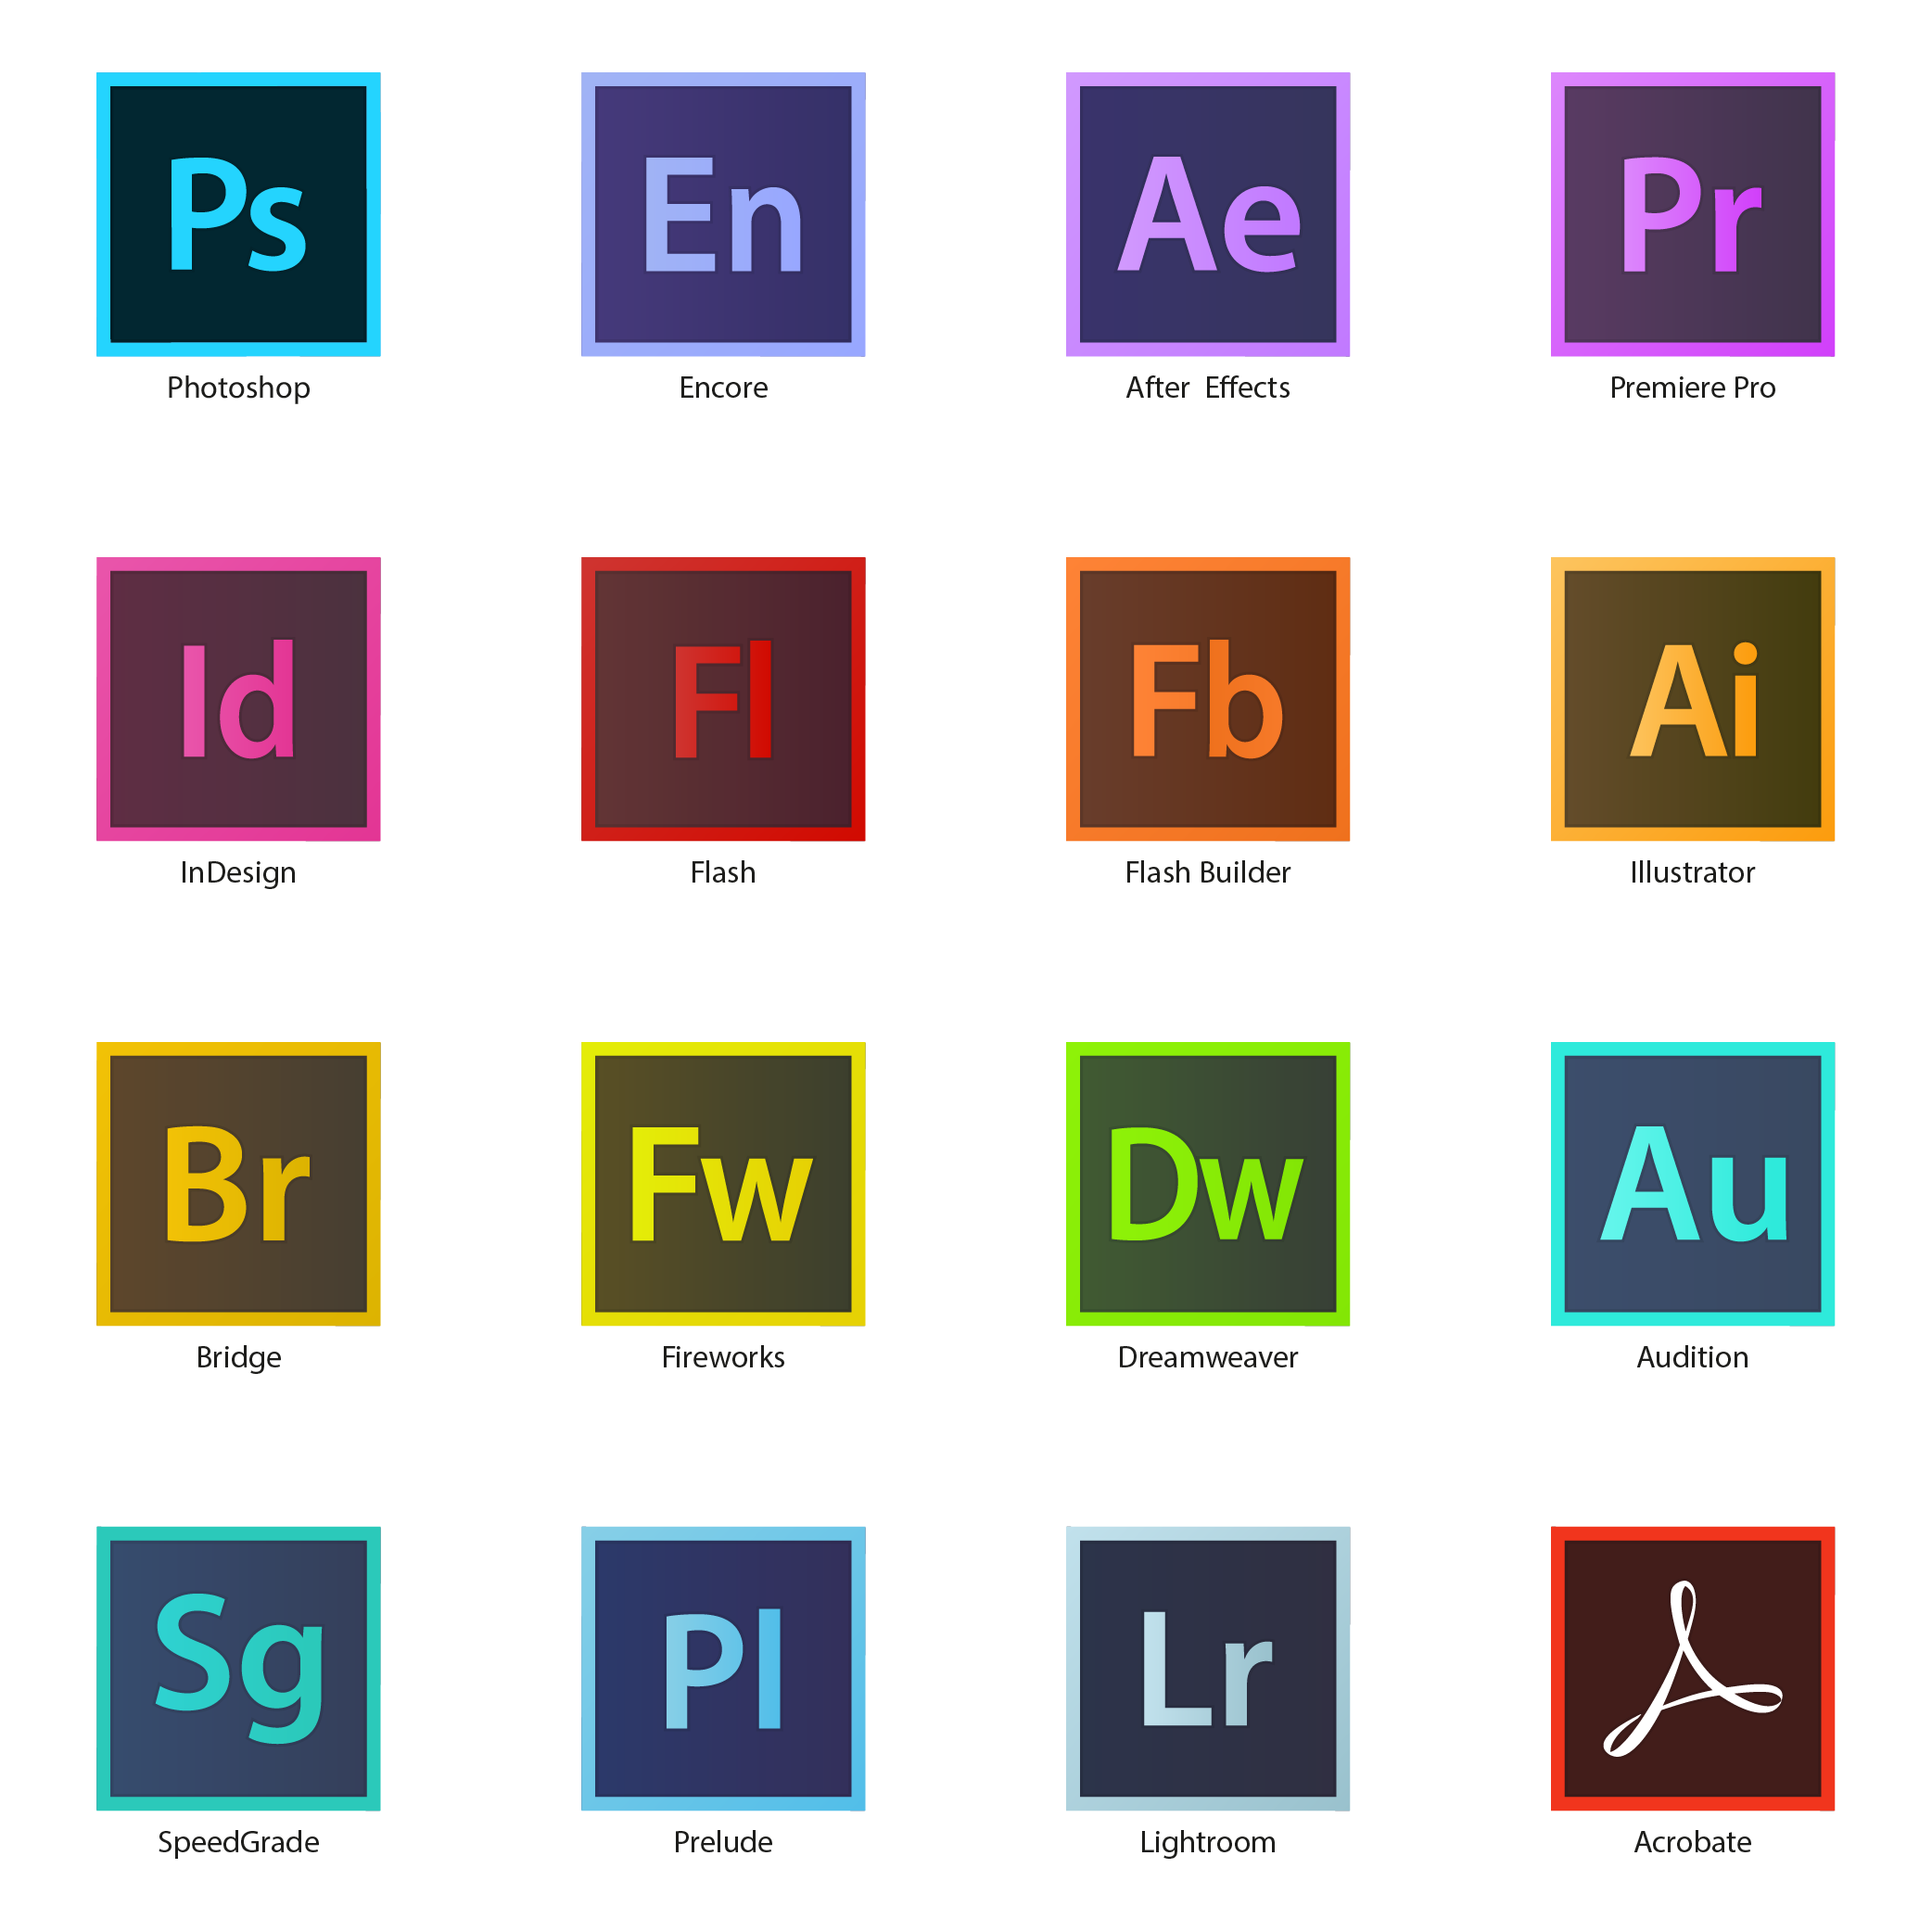 Ps En Ae Pr
Photoshop Encore After Effects Premiere Pro
Id Fl Fb Ai
InDesign Flash Flash Builder Illustrator
Br Fw Dw Au
Bridge Fireworks Dreamweaver Audition
Sg Pl Lr
SpeedGrade Prelude Lightroom Acrobate